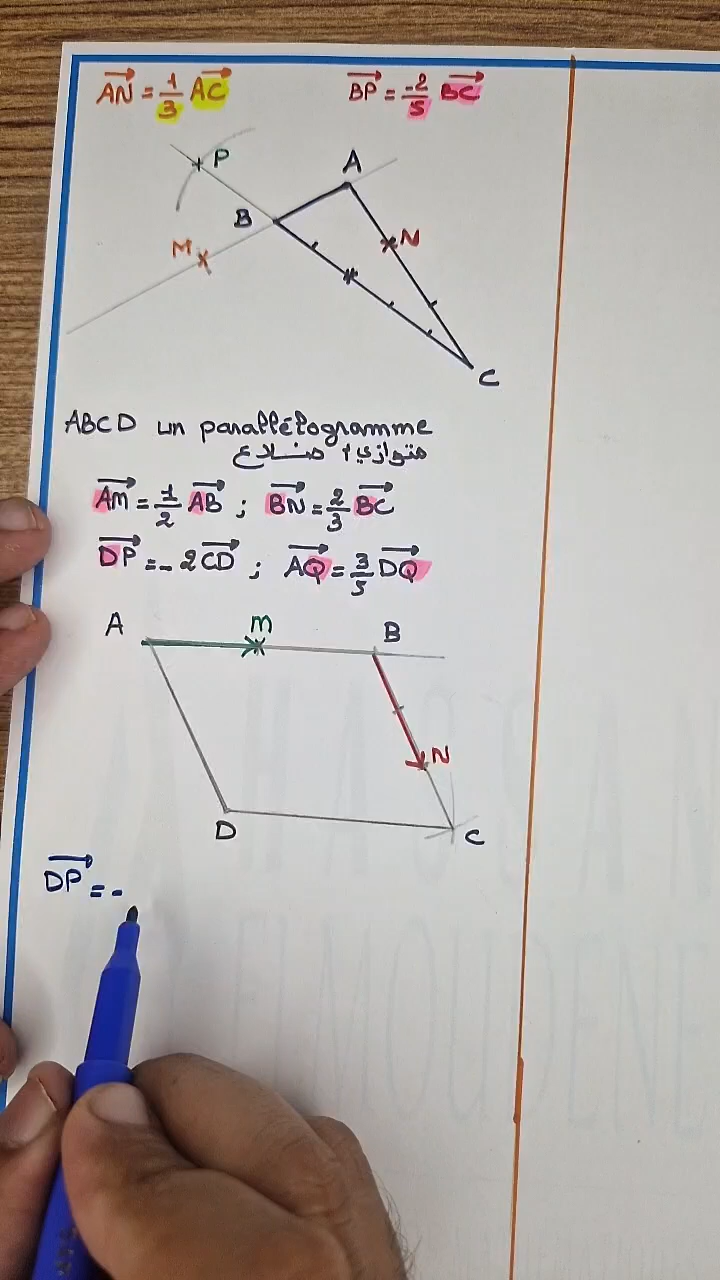 AN = 1/3 AC    BP = -2/5 BC
P
A
B
N
M
C
ABCD un parallélogramme
متوازي أضلاع
AM = 1/2 AB ; BN = 2/3 BC
DP = - 2CD ; AQ = 3/5 DQ
A M B
N
D C
DP = -